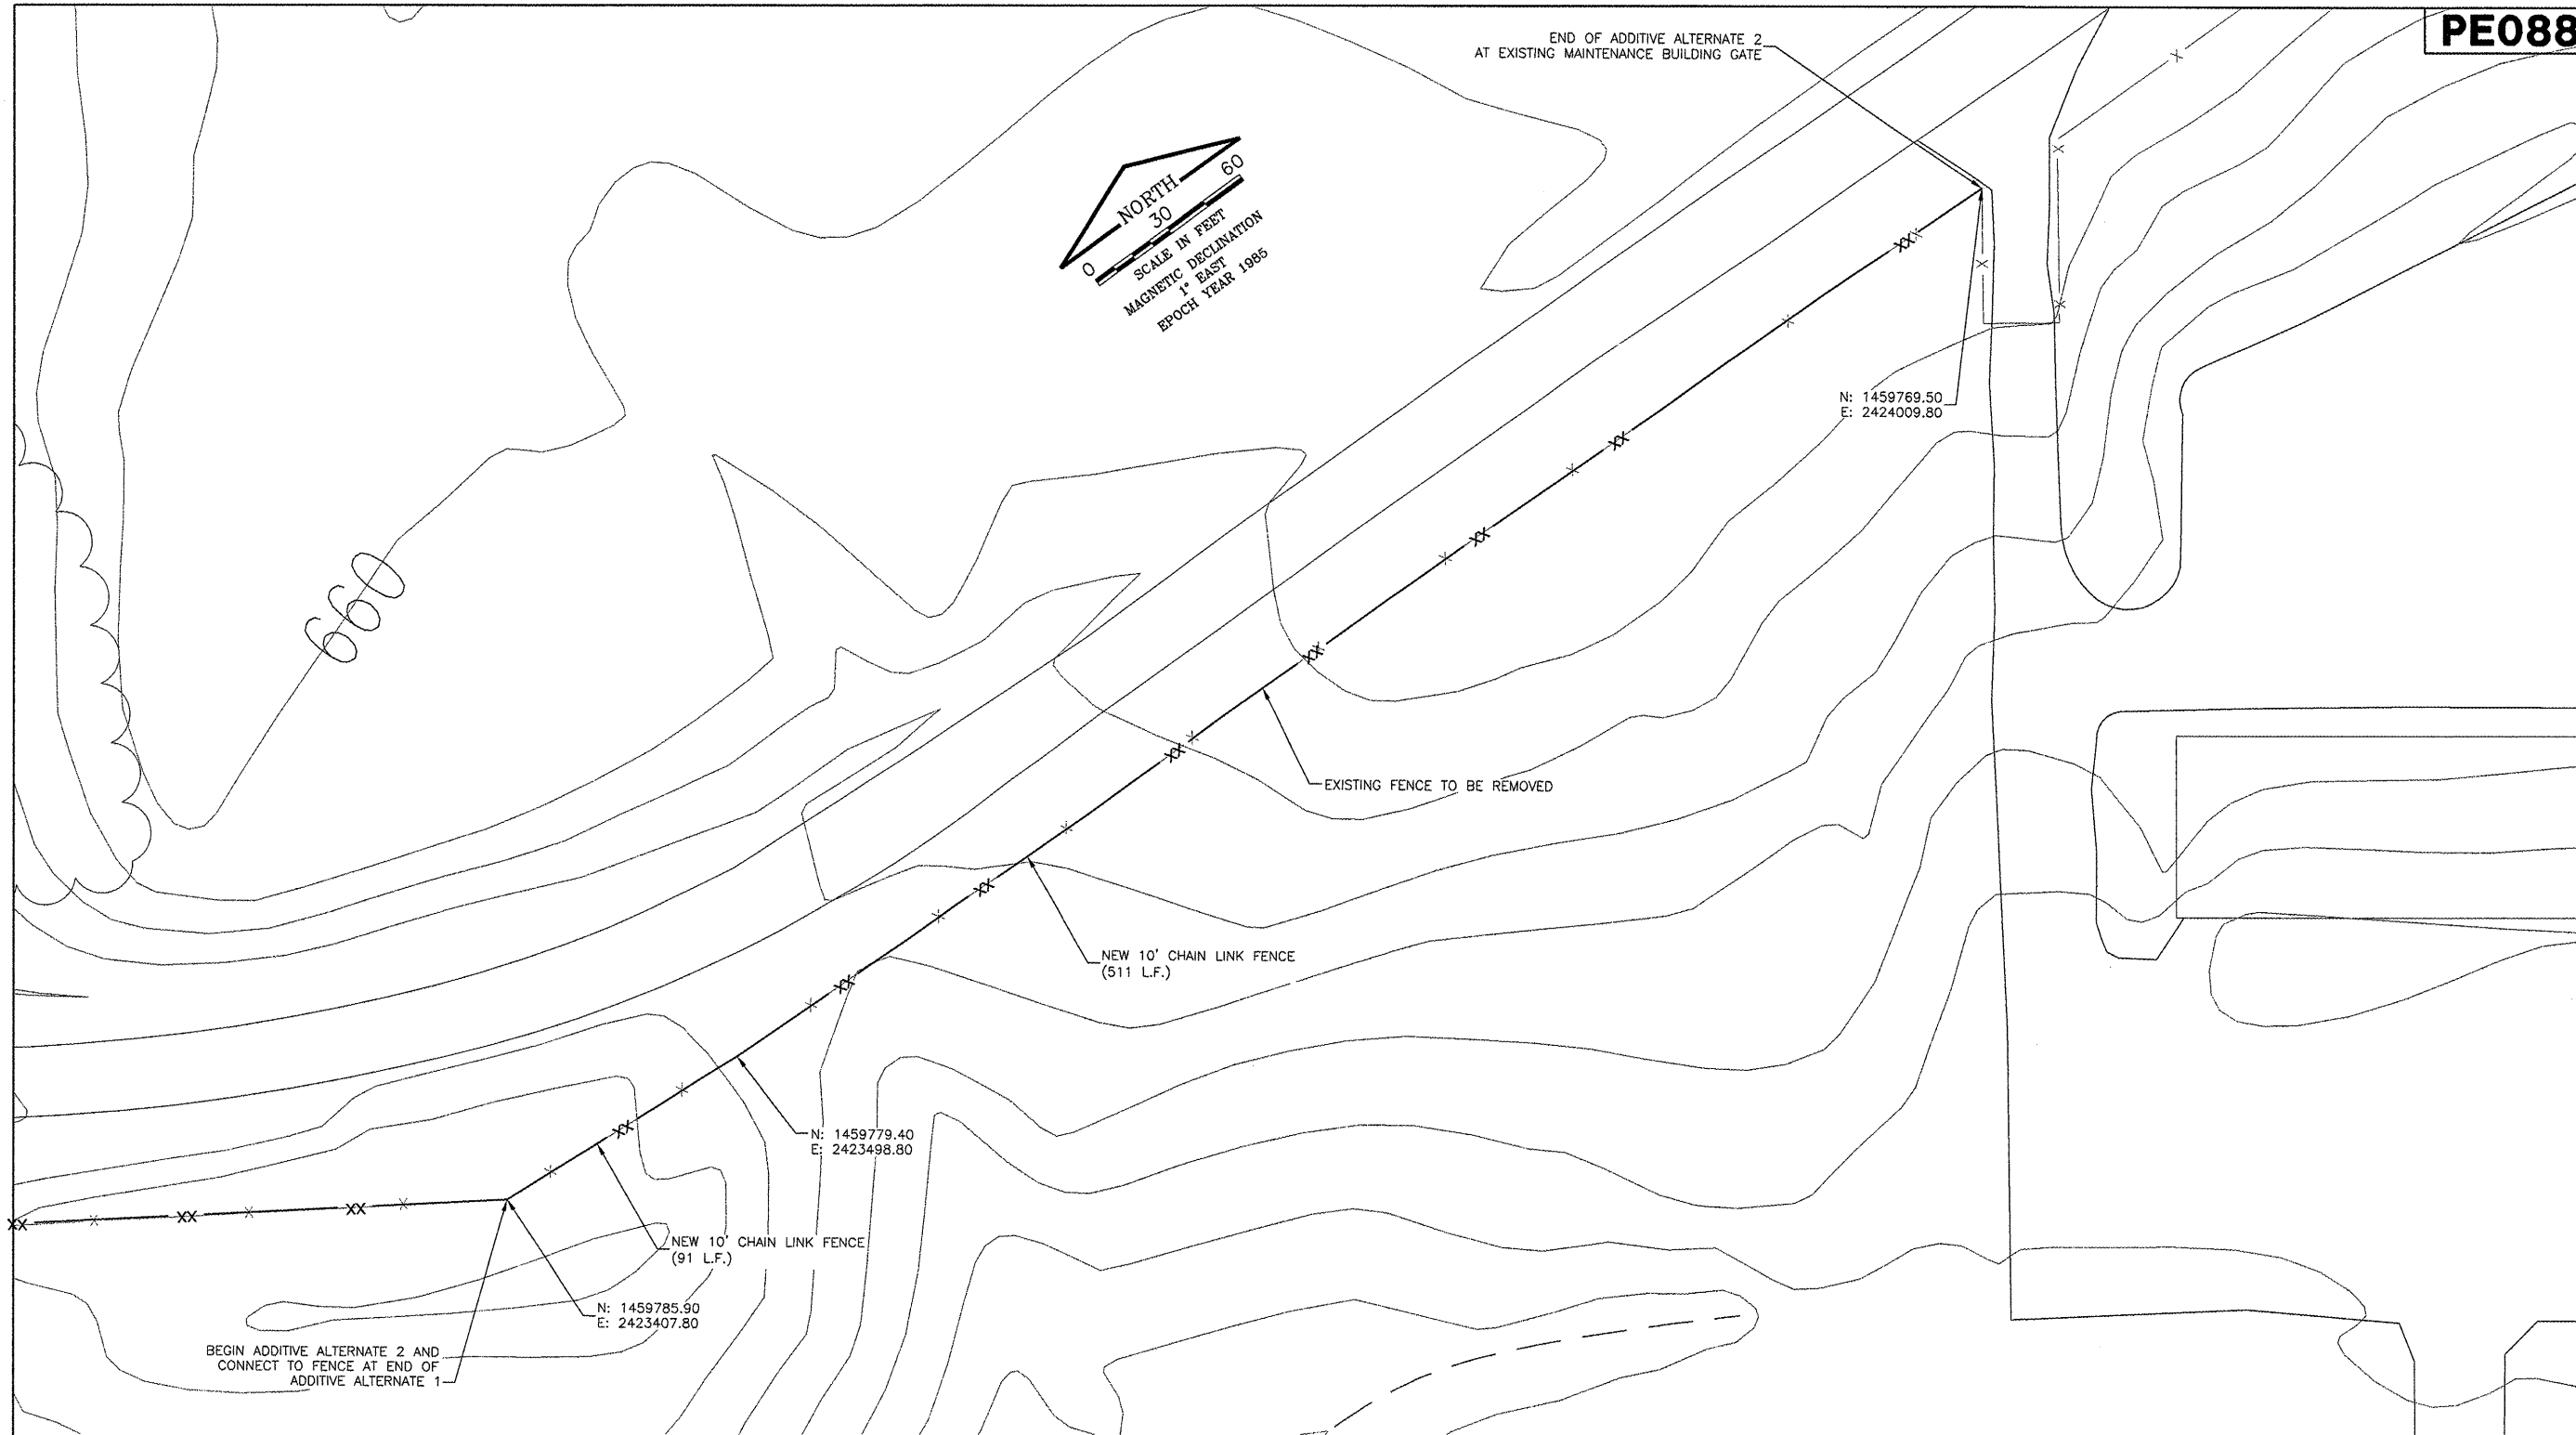 PE088
END OF ADDITIVE ALTERNATE 2
AT EXISTING MAINTENANCE BUILDING GATE
NORTH
0 30 60
SCALE IN FEET
MAGNETIC DECLINATION
1° EAST
EPOCH YEAR 1985
N: 1459769.50
E: 2424009.80
660
EXISTING FENCE TO BE REMOVED
NEW 10' CHAIN LINK FENCE
(511 L.F.)
N: 1459779.40
E: 2423498.80
NEW 10' CHAIN LINK FENCE
(91 L.F.)
N: 1459785.90
E: 2423407.80
BEGIN ADDITIVE ALTERNATE 2 AND
CONNECT TO FENCE AT END OF
ADDITIVE ALTERNATE 1